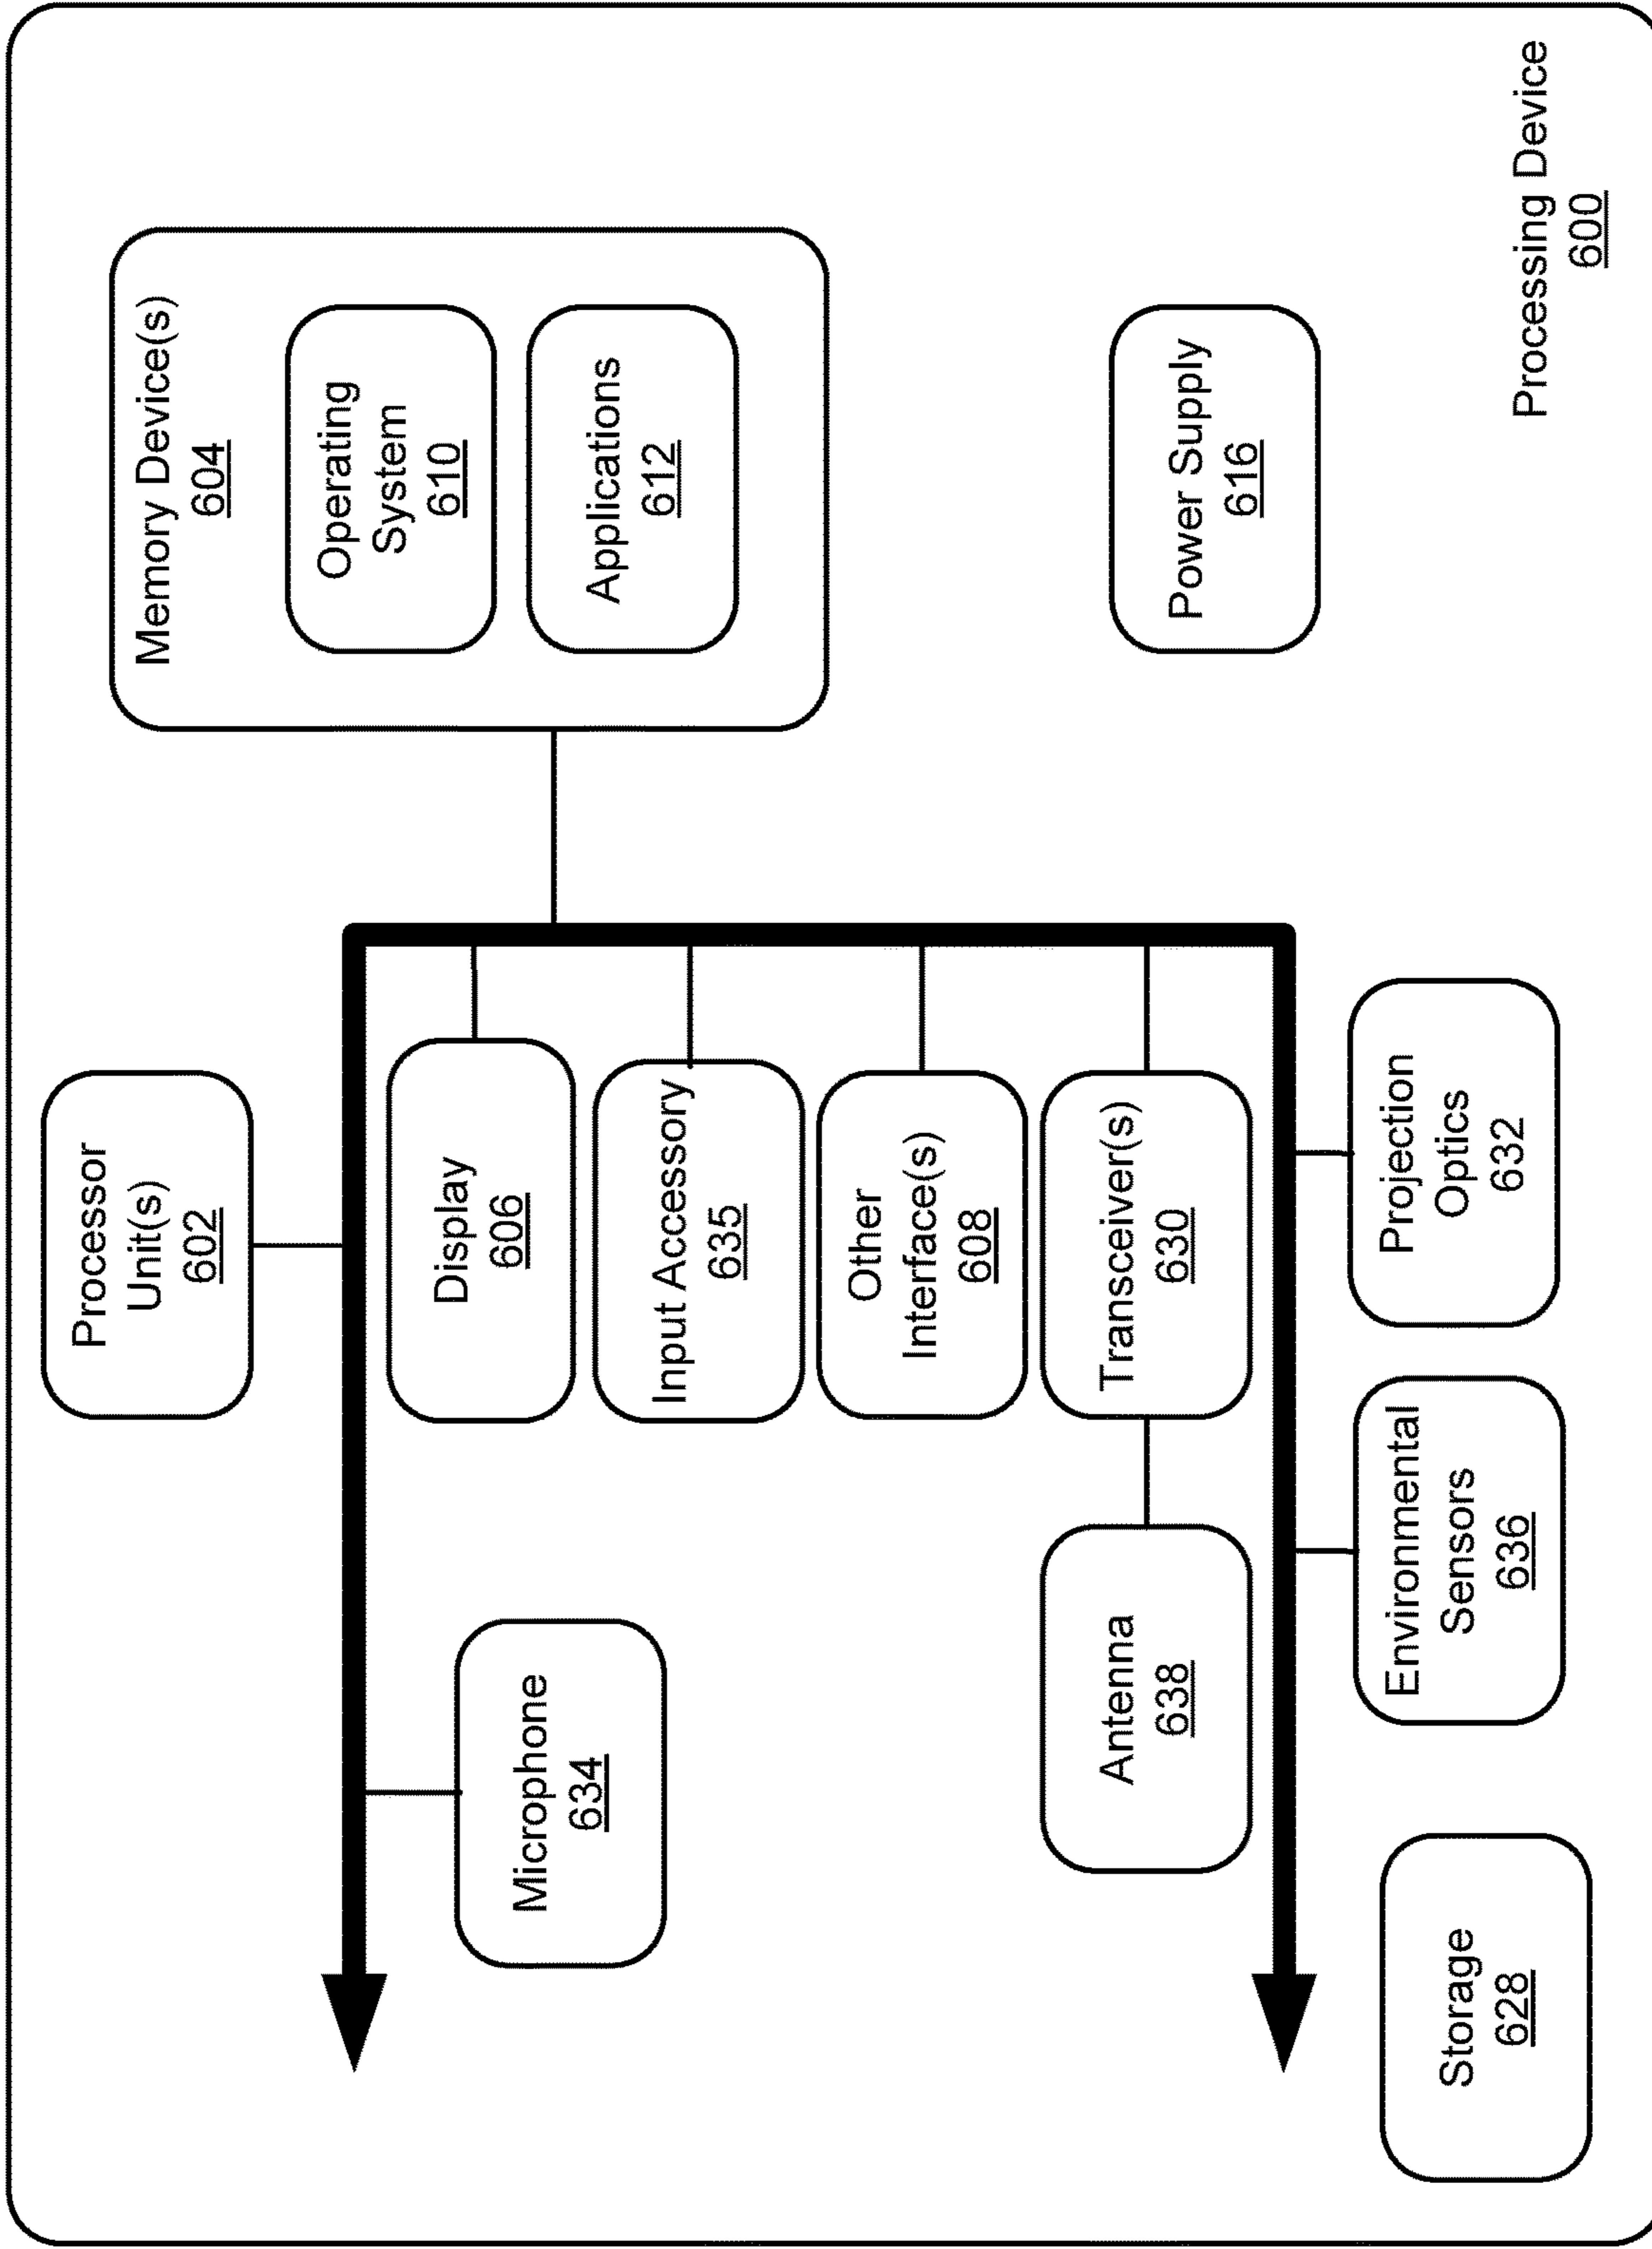 Processor
Unit(s)
602
Memory Device(s)
604
Operating
System
610
Applications
612
Display
606
Microphone
634
Input Accessory
635
Other
Interface(s)
608
Antenna
638
Transceiver(s)
630
Power Supply
616
Storage
628
Environmental
Sensors
636
Projection
Optics
632
Processing Device
600